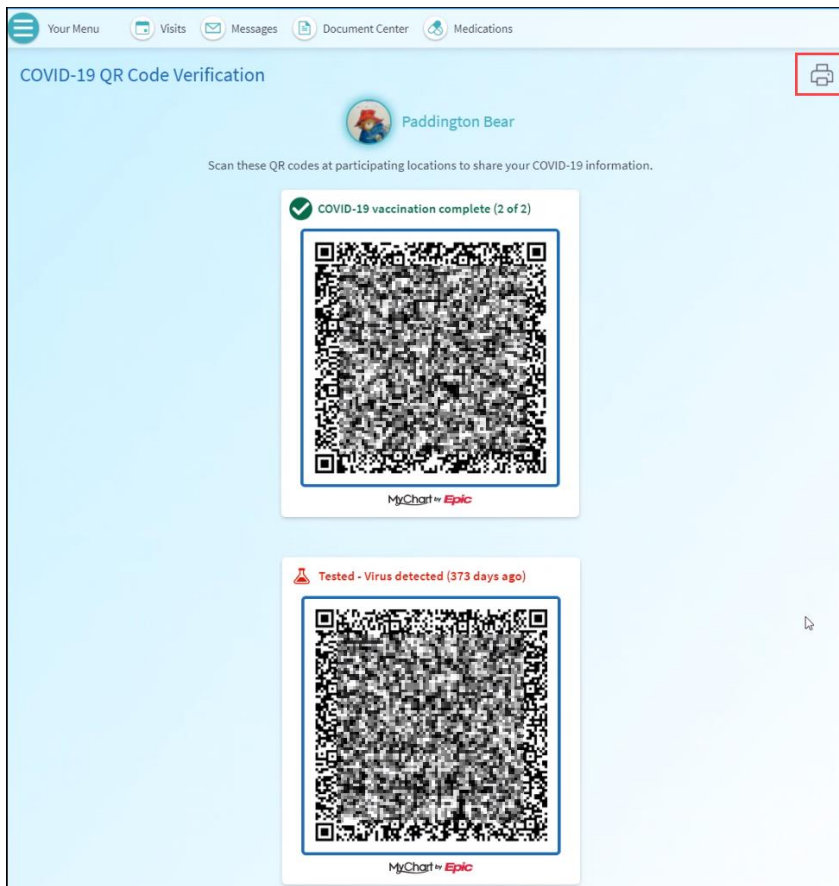 Your Menu Visits Messages Document Center Medications
COVID-19 QR Code Verification
Paddington Bear
Scan these QR codes at participating locations to share your COVID-19 information.
COVID-19 vaccination complete (2 of 2)
MyChart by Epic
Tested - Virus detected (373 days ago)
MyChart by Epic